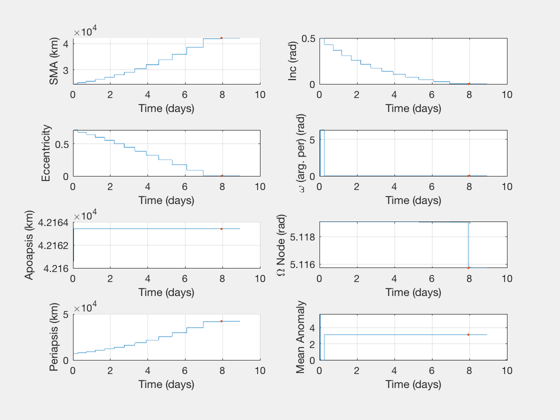 ×10⁴
SMA (km)
4
3
0 2 4 6 8 10
Time (days)
Inc (rad)
0.5
0
0 2 4 6 8 10
Time (days)
Eccentricity
0.5
0
0 2 4 6 8 10
Time (days)
ω (arg. per) (rad)
5
0
0 2 4 6 8 10
Time (days)
×10⁴
Apoapsis (km)
4.2164
4.2162
4.216
0 2 4 6 8 10
Time (days)
Ω Node (rad)
5.118
5.116
0 2 4 6 8 10
Time (days)
×10⁴
Periapsis (km)
5
0
0 2 4 6 8 10
Time (days)
Mean Anomaly
4
2
0
0 2 4 6 8 10
Time (days)